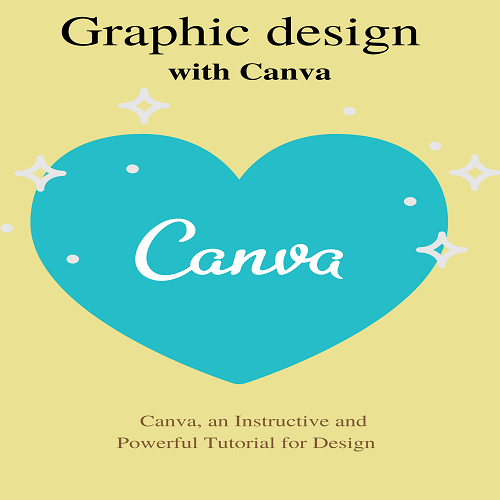 Graphic design
with Canva
Canva
Canva, an Instructive and
Powerful Tutorial for Design